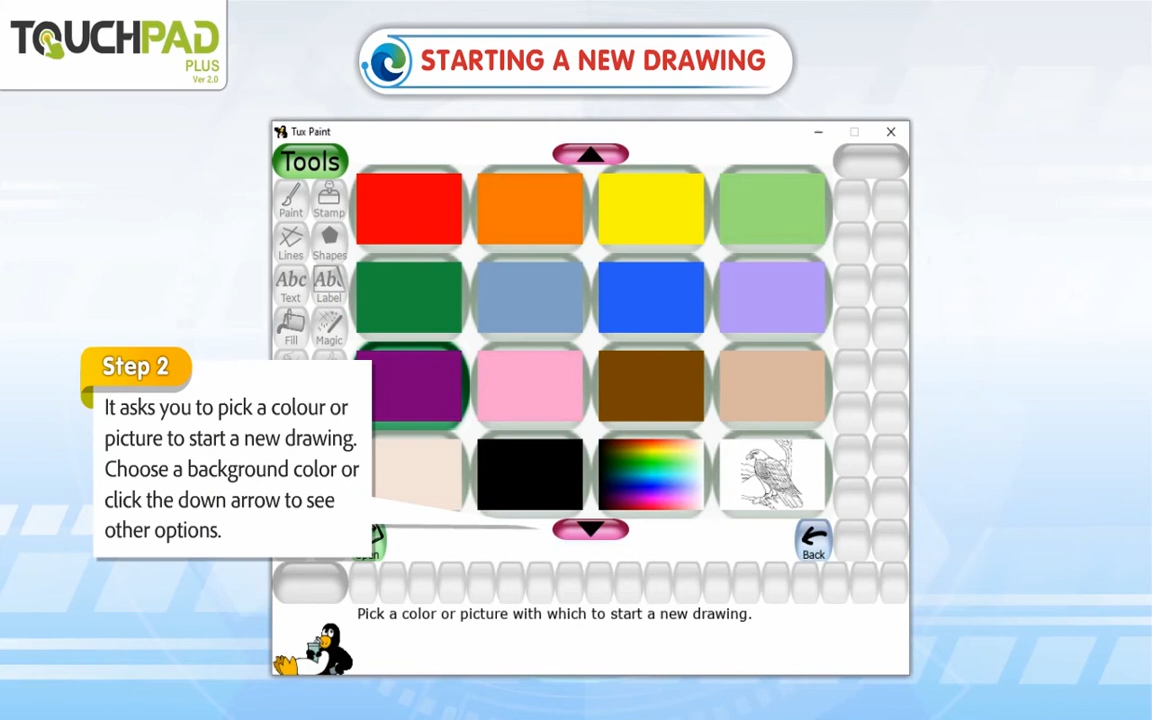 TOUCHPAD
PLUS
Ver 2.0
STARTING A NEW DRAWING
Tux Paint
Tools
Paint
Stamp
Lines
Shapes
Abc
Text
Abc
Label
Fill
Magic
Step 2
It asks you to pick a colour or
picture to start a new drawing.
Choose a background color or
click the down arrow to see
other options.
Back
Pick a color or picture with which to start a new drawing.